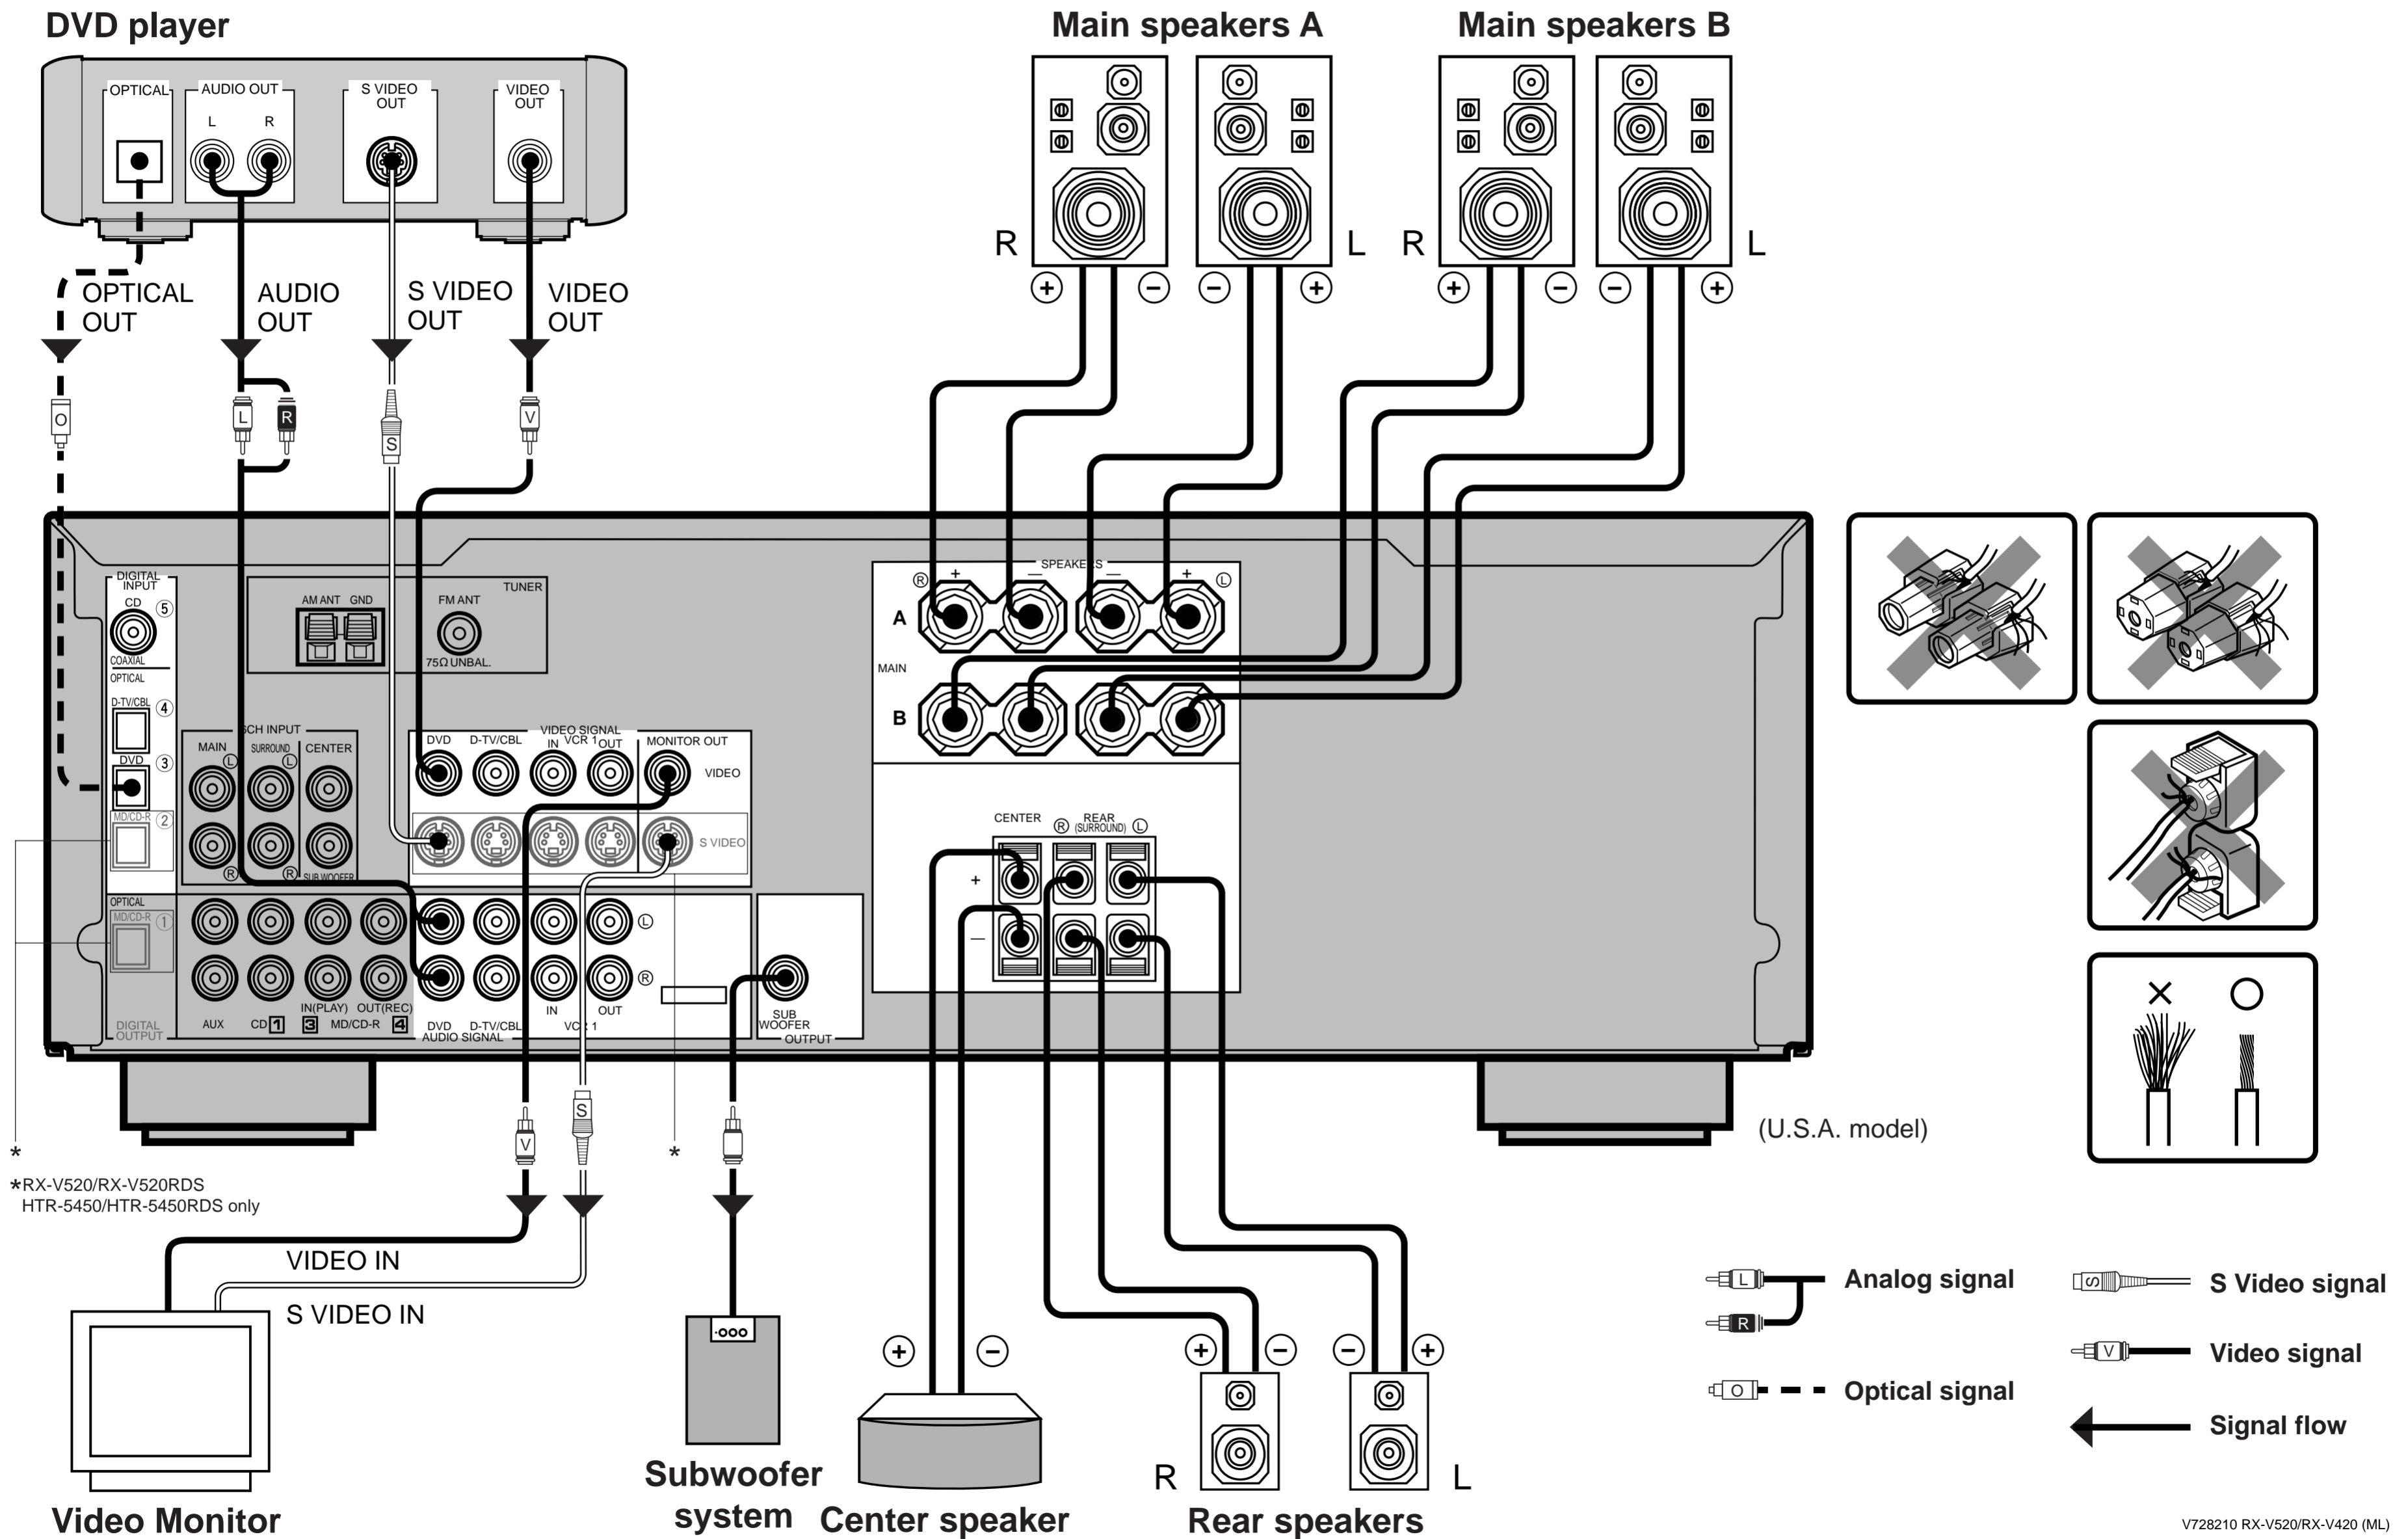 DVD player
Main speakers A
Main speakers B
OPTICAL
AUDIO OUT
L R
S VIDEO
OUT
VIDEO
OUT
R
L
R
L
+ − − + + − − +
OPTICAL
OUT
AUDIO
OUT
S VIDEO
OUT
VIDEO
OUT
O
L
R
S
V
DIGITAL
INPUT
CD
5
COAXIAL
OPTICAL
D-TV/CBL
4
DVD
3
MD/CD-R
2
OPTICAL
MD/CD-R
1
DIGITAL
OUTPUT
TUNER
AM ANT GND
FM ANT
75Ω UNBAL.
6CH INPUT
MAIN
SURROUND
CENTER
L
L
R
R
SUB WOOFER
VIDEO SIGNAL
DVD
D-TV/CBL
IN
VCR 1
OUT
MONITOR OUT
VIDEO
S VIDEO
L
R
IN(PLAY)
OUT(REC)
AUX
CD 1
3 MD/CD-R 4
DVD
D-TV/CBL
AUDIO SIGNAL
IN
OUT
VCR 1
SUB
WOOFER
OUTPUT
SPEAKERS
R + − − + L
A
MAIN
B
CENTER
REAR
(SURROUND)
R
L
+
−
(U.S.A. model)
V
S
*
*
*RX-V520/RX-V520RDS
HTR-5450/HTR-5450RDS only
VIDEO IN
S VIDEO IN
+ −
+ − − +
R
L
Video Monitor
Subwoofer
system
Center speaker
Rear speakers
L
R
Analog signal
O
Optical signal
S
S Video signal
V
Video signal
Signal flow
V728210 RX-V520/RX-V420 (ML)